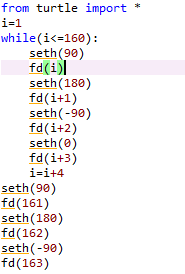 from turtle import *
i=1
while(i<=160):
    seth(90)
    fd(i)
    seth(180)
    fd(i+1)
    seth(-90)
    fd(i+2)
    seth(0)
    fd(i+3)
    i=i+4
seth(90)
fd(161)
seth(180)
fd(162)
seth(-90)
fd(163)